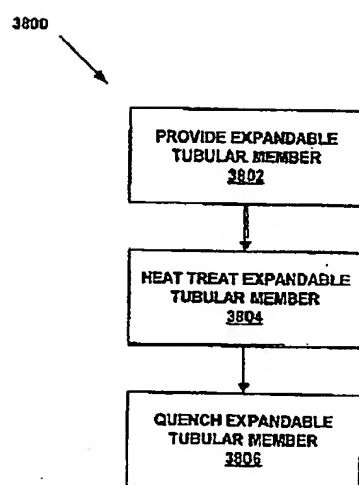 3800
PROVIDE EXPANDABLE
TUBULAR MEMBER
3802
HEAT TREAT EXPANDABLE
TUBULAR MEMBER
3804
QUENCH EXPANDABLE
TUBULAR MEMBER
3806